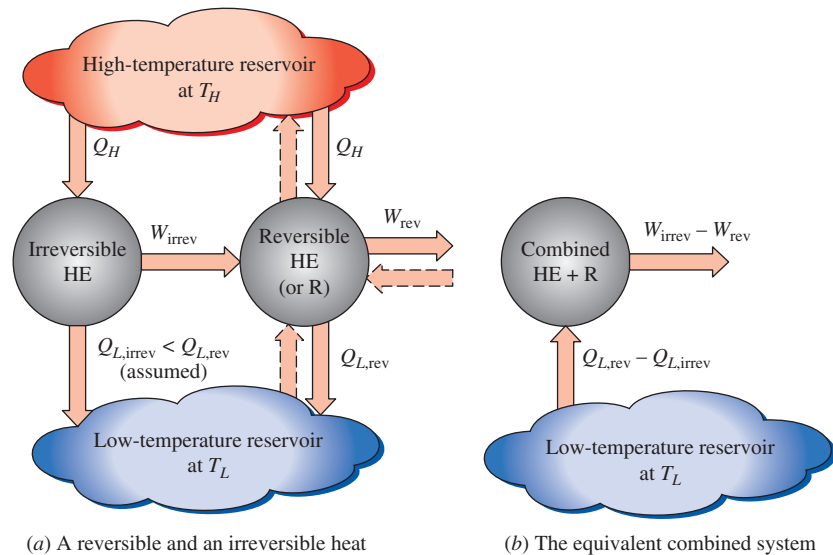 High-temperature reservoir
at T_H
Q_H
Q_H
Irreversible
HE
W_irrev
Reversible
HE
(or R)
W_rev
Combined
HE + R
W_irrev – W_rev
Q_L,irrev < Q_L,rev
(assumed)
Q_L,rev
Q_L,rev – Q_L,irrev
Low-temperature reservoir
at T_L
Low-temperature reservoir
at T_L
(a) A reversible and an irreversible heat
(b) The equivalent combined system